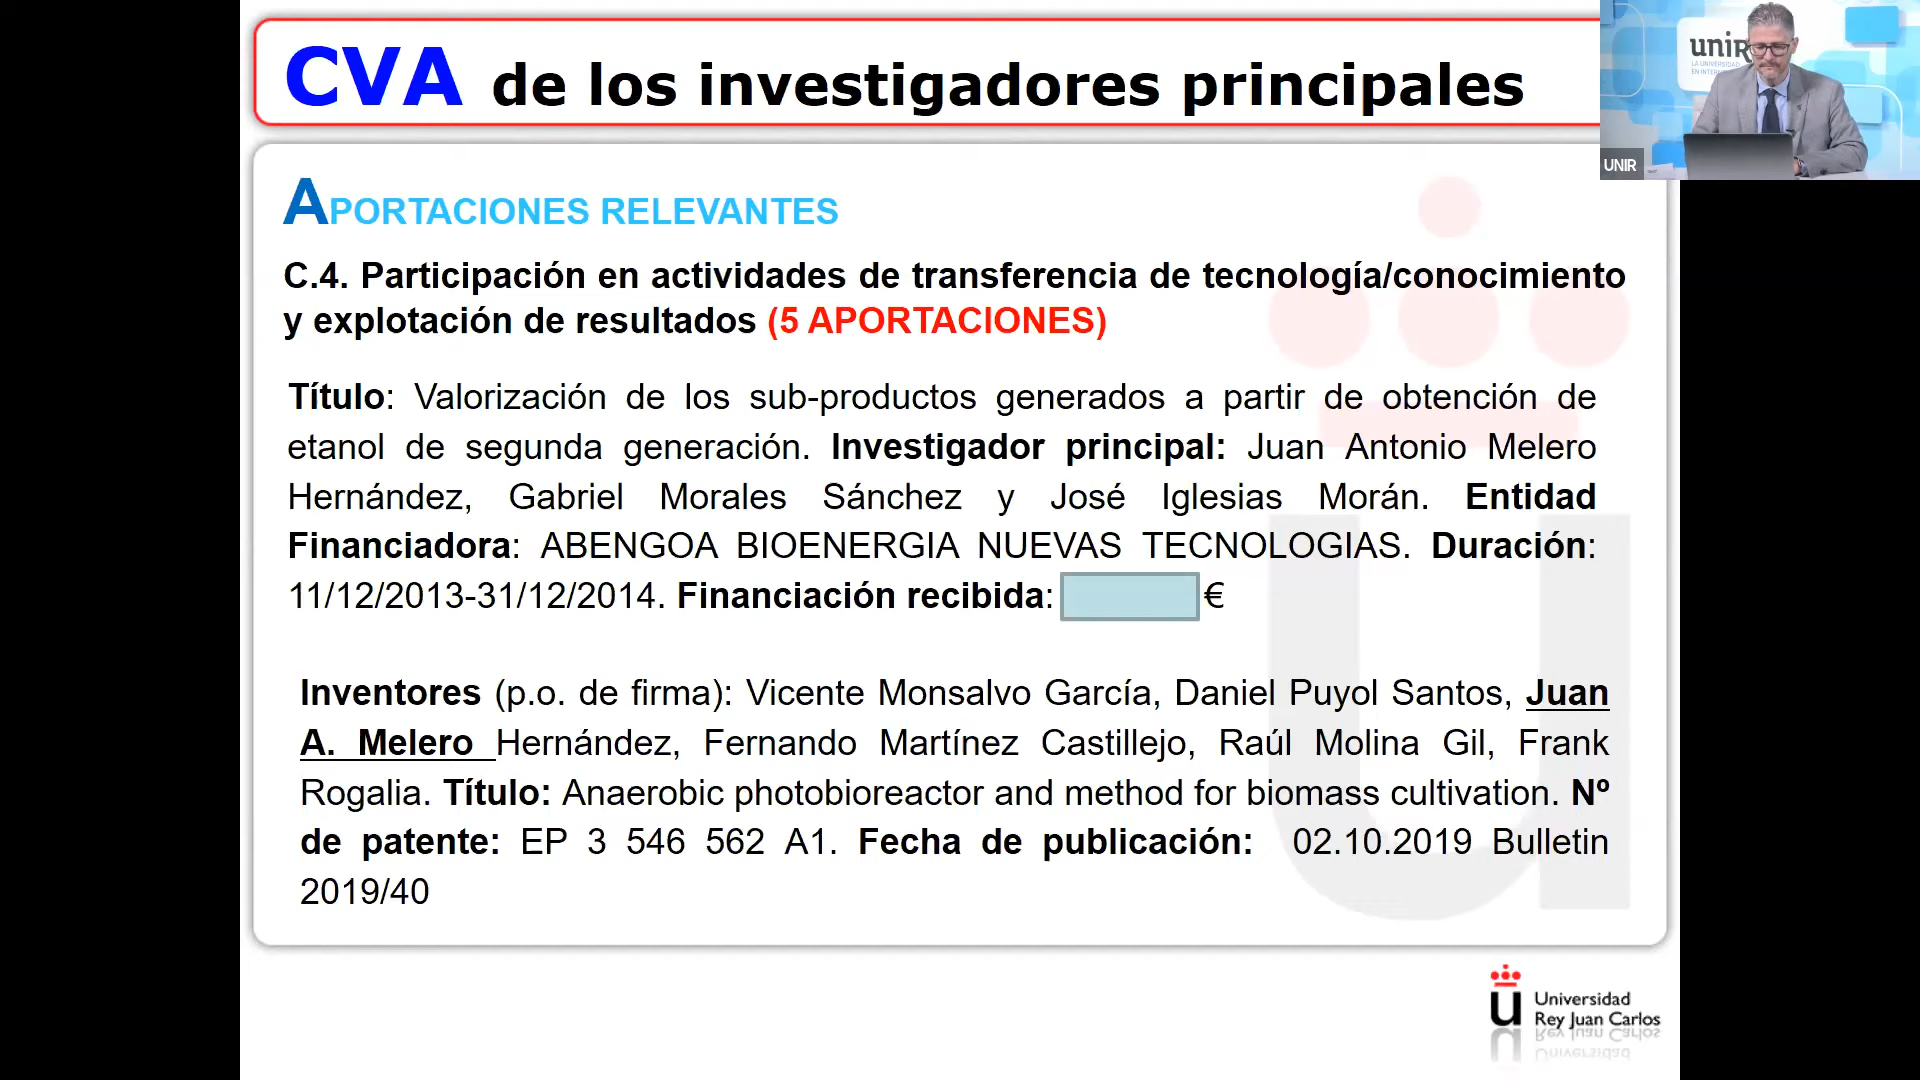 CVA de los investigadores principales
unir
LA UNIVERSIDAD
EN INTERNET
UNIR
APORTACIONES RELEVANTES
C.4. Participación en actividades de transferencia de tecnología/conocimiento
y explotación de resultados (5 APORTACIONES)
Título: Valorización de los sub-productos generados a partir de obtención de
etanol de segunda generación. Investigador principal: Juan Antonio Melero
Hernández, Gabriel Morales Sánchez y José Iglesias Morán. Entidad
Financiadora: ABENGOA BIOENERGIA NUEVAS TECNOLOGIAS. Duración:
11/12/2013-31/12/2014. Financiación recibida: €
Inventores (p.o. de firma): Vicente Monsalvo García, Daniel Puyol Santos, Juan
A. Melero Hernández, Fernando Martínez Castillejo, Raúl Molina Gil, Frank
Rogalia. Título: Anaerobic photobioreactor and method for biomass cultivation. Nº
de patente: EP 3 546 562 A1. Fecha de publicación: 02.10.2019 Bulletin
2019/40
u Universidad
Rey Juan Carlos